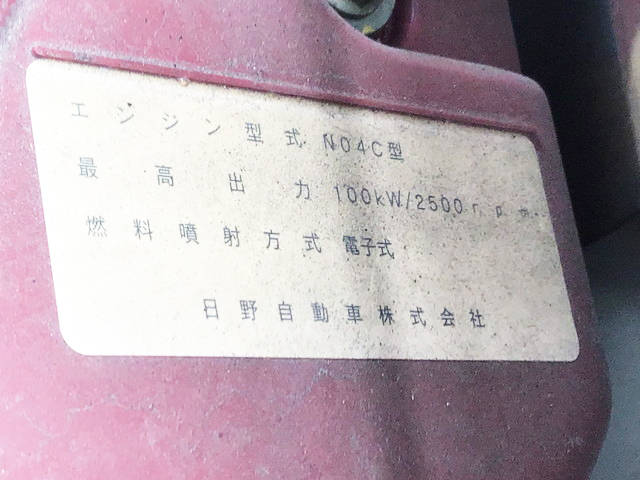 エンジン型式 N04C型
最高出力 100kW/2500r.p.m.
燃料噴射方式 電子式
日野自動車株式会社